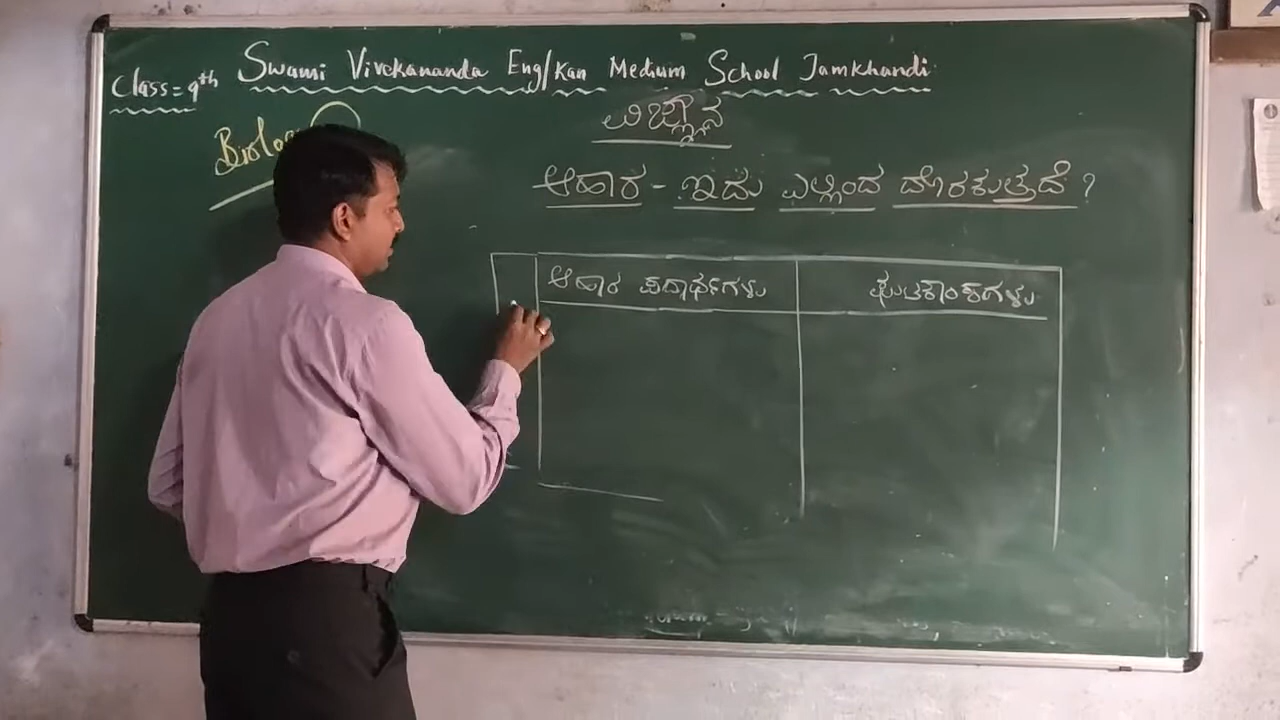 Class = 9th Swami Vivekananda Eng/Kan Medium School Jamkhandi
ವಿಜ್ಞಾನ
ಆಹಾರ - ಇದು ಎಲ್ಲಿಂದ ದೊರಕುತ್ತದೆ ?
ಆಹಾರ ಪದಾರ್ಥಗಳು ಘಟಕಾಂಶಗಳು